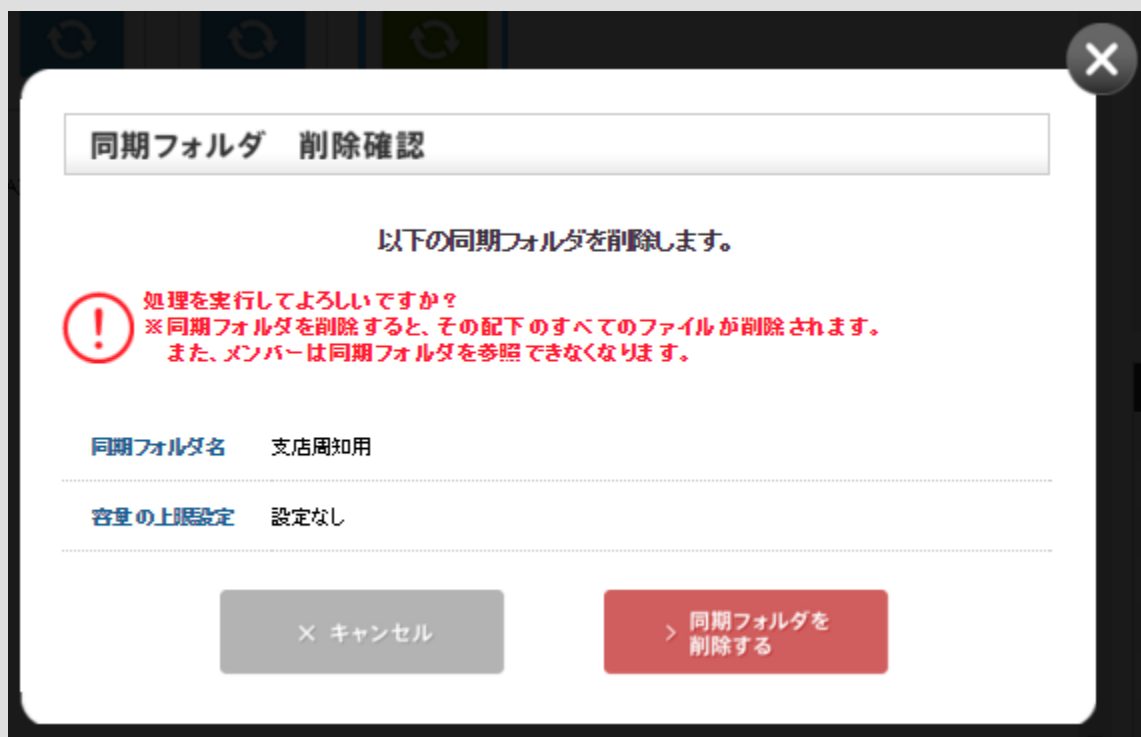 同期フォルダ　削除確認
以下の同期フォルダを削除します。
処理を実行してよろしいですか？
※同期フォルダを削除すると、その配下のすべてのファイルが削除されます。
また、メンバーは同期フォルダを参照できなくなります。
同期フォルダ名 支店周知用
容量の上限設定 設定なし
× キャンセル
> 同期フォルダを
削除する